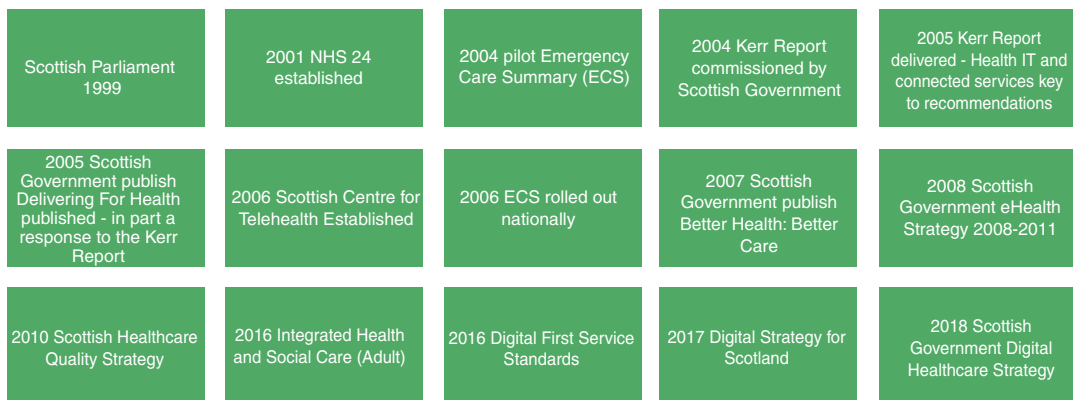 Scottish Parliament
1999
2001 NHS 24
established
2004 pilot Emergency
Care Summary (ECS)
2004 Kerr Report
commissioned by
Scottish Government
2005 Kerr Report
delivered - Health IT and
connected services key
to recommendations
2005 Scottish
Government publish
Delivering For Health
published - in part a
response to the Kerr
Report
2006 Scottish Centre for
Telehealth Established
2006 ECS rolled out
nationally
2007 Scottish
Government publish
Better Health: Better
Care
2008 Scottish
Government eHealth
Strategy 2008-2011
2010 Scottish Healthcare
Quality Strategy
2016 Integrated Health
and Social Care (Adult)
2016 Digital First Service
Standards
2017 Digital Strategy for
Scotland
2018 Scottish
Government Digital
Healthcare Strategy